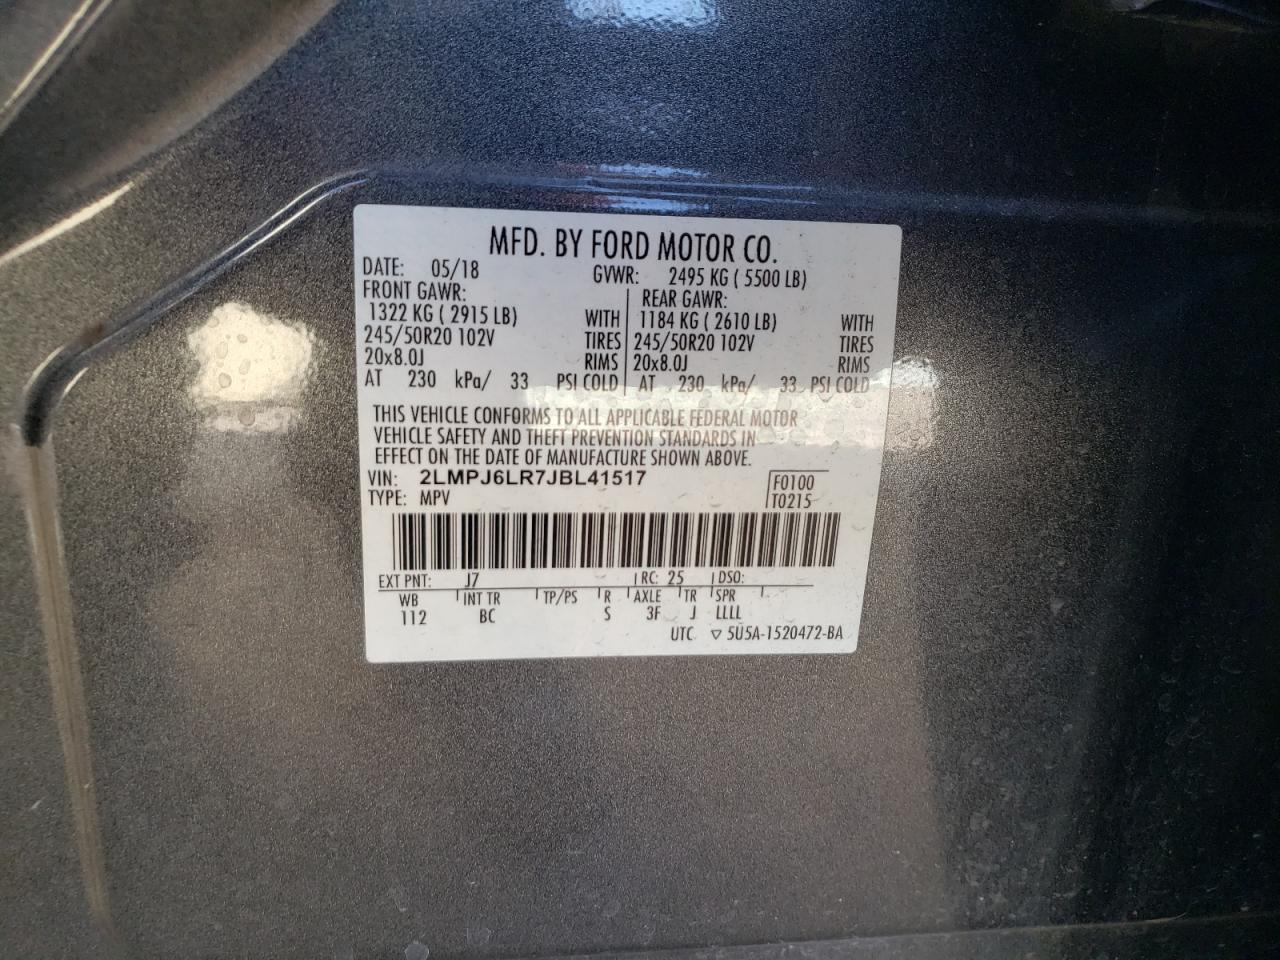 MFD. BY FORD MOTOR CO.
DATE: 05/18 GVWR: 2495 KG ( 5500 LB)
FRONT GAWR: REAR GAWR:
1322 KG ( 2915 LB) WITH 1184 KG ( 2610 LB) WITH
245/50R20 102V TIRES 245/50R20 102V TIRES
20x8.0J RIMS 20x8.0J RIMS
AT 230 kPa/ 33 PSI COLD AT 230 kPa/ 33 PSI COLD
THIS VEHICLE CONFORMS TO ALL APPLICABLE FEDERAL MOTOR
VEHICLE SAFETY AND THEFT PREVENTION STANDARDS IN
EFFECT ON THE DATE OF MANUFACTURE SHOWN ABOVE.
VIN: 2LMPJ6LR7JBL41517 F0100
TYPE: MPV T0215
EXT PNT: J7 RC: 25 DSO:
WB INT TR TP/PS R AXLE TR SPR
112 BC S 3F J LLLL
UTC ▽ 5U5A-1520472-BA